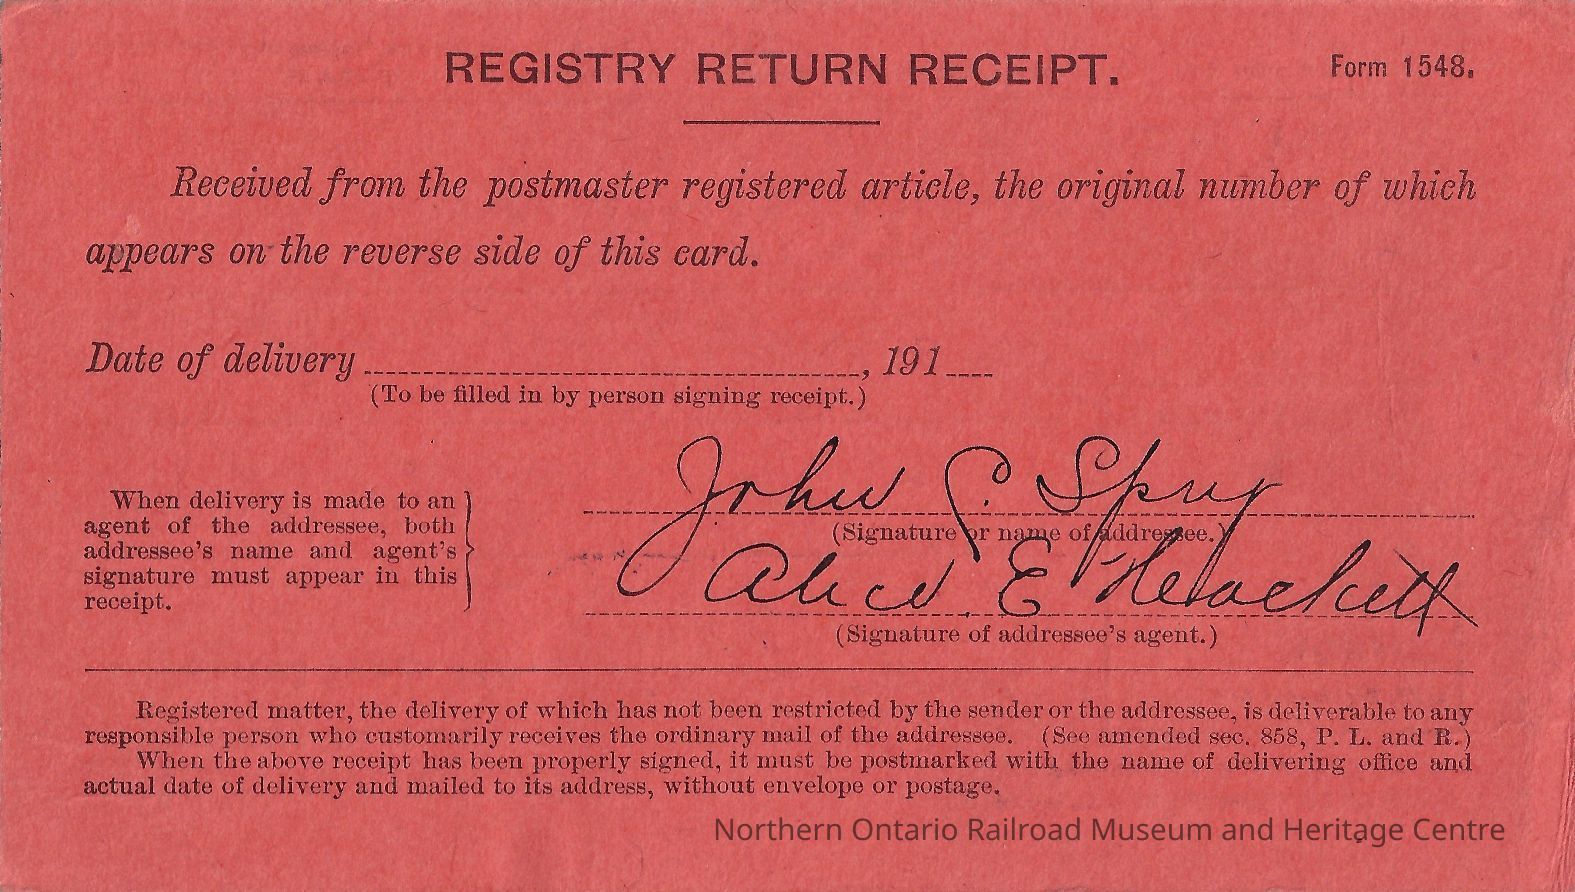 REGISTRY RETURN RECEIPT.
Form 1548.
Received from the postmaster registered article, the original number of which
appears on the reverse side of this card.
Date of delivery ........................................, 191....
(To be filled in by person signing receipt.)
When delivery is made to an
agent of the addressee, both
addressee's name and agent's
signature must appear in this
receipt.
John C. Spry
(Signature or name of addressee.)
Alice E
(Signature of addressee's agent.)
Registered matter, the delivery of which has not been restricted by the sender or the addressee, is deliverable to any
responsible person who customarily receives the ordinary mail of the addressee. (See amended sec. 858, P. L. and R.)
When the above receipt has been properly signed, it must be postmarked with the name of delivering office and
actual date of delivery and mailed to its address, without envelope or postage.
Northern Ontario Railroad Museum and Heritage Centre